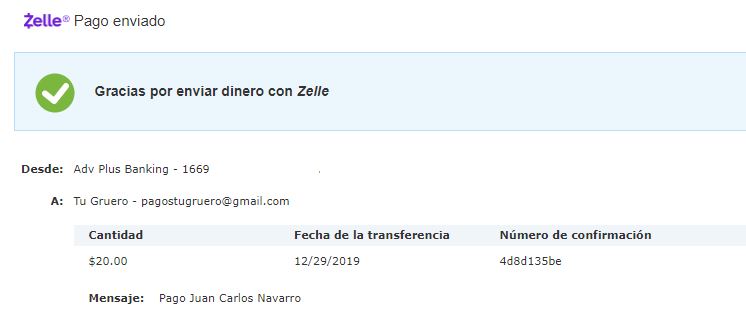 Zelle® Pago enviado
Gracias por enviar dinero con Zelle
Desde: Adv Plus Banking - 1669
A: Tu Gruero - pagostugruero@gmail.com
Cantidad Fecha de la transferencia Número de confirmación
$20.00 12/29/2019 4d8d135be
Mensaje: Pago Juan Carlos Navarro